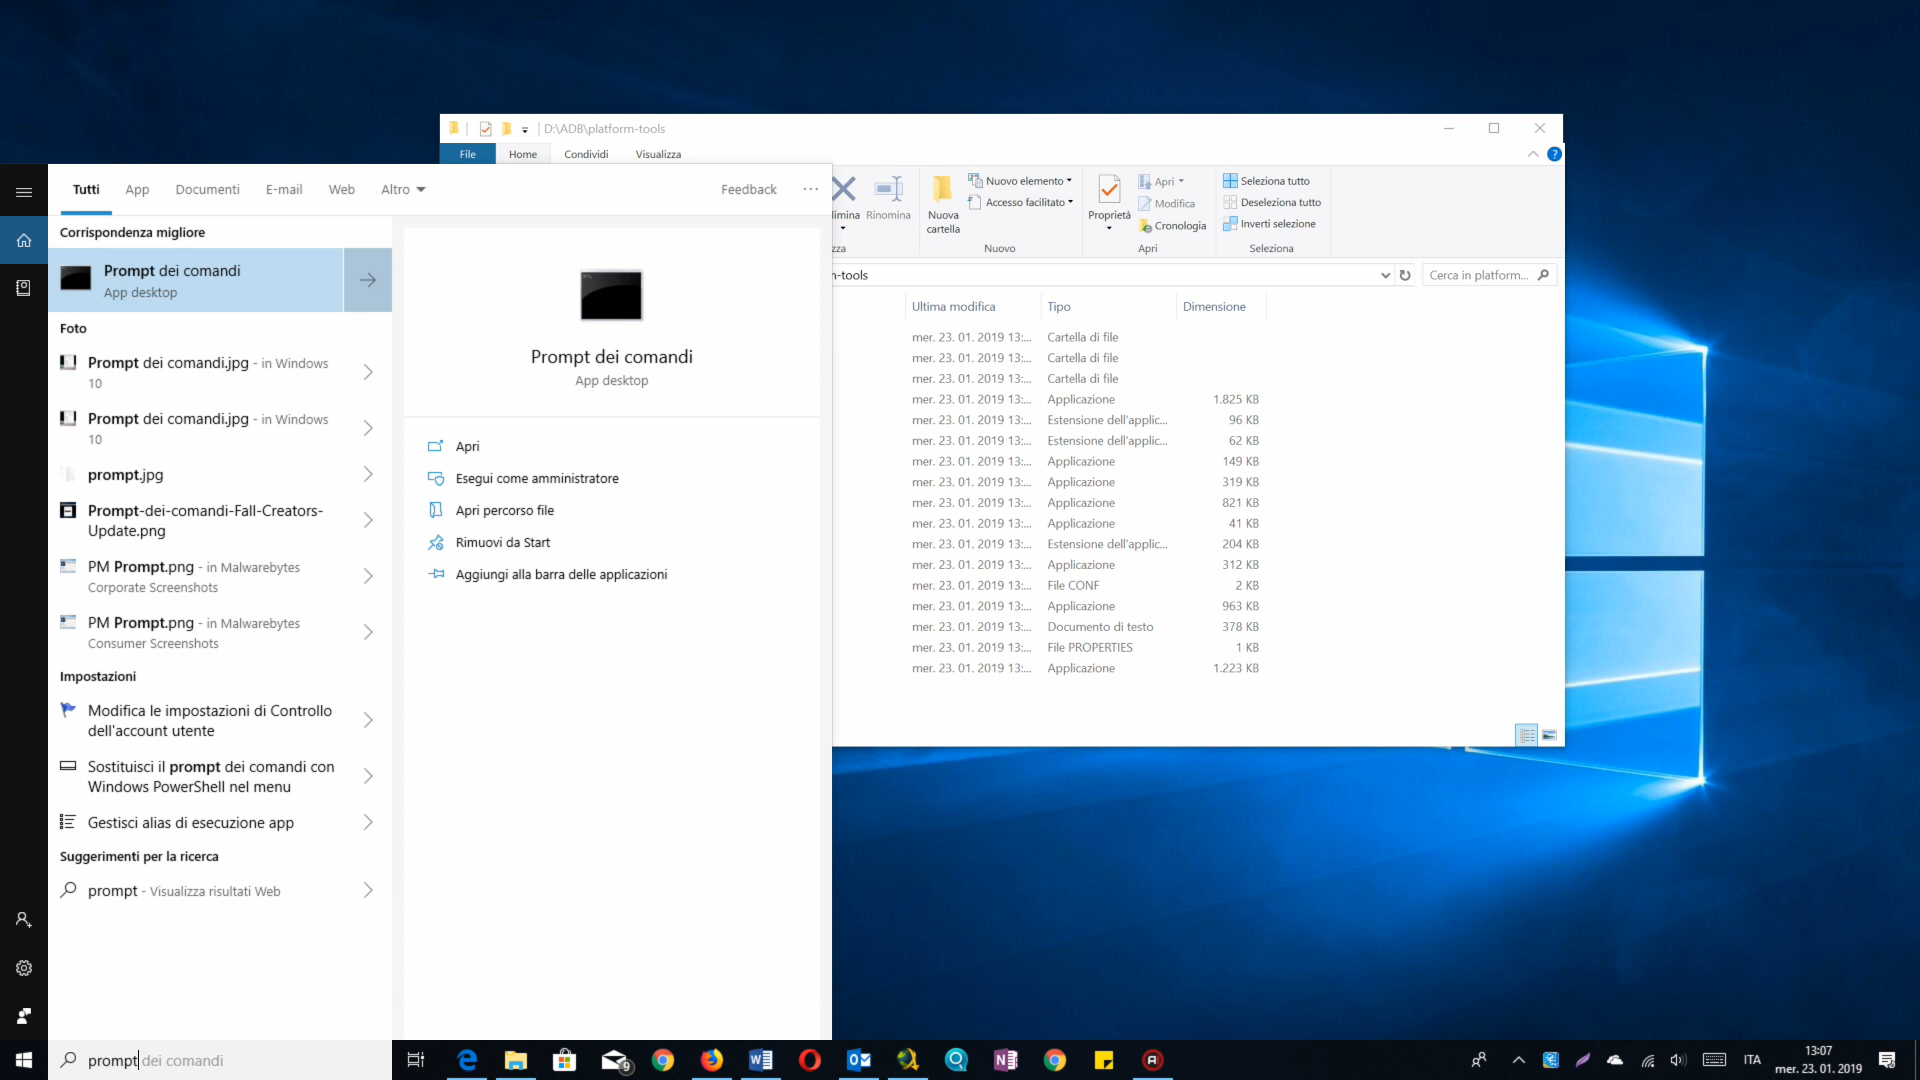 D:\ADB\platform-tools
File Home Condividi Visualizza
Tutti App Documenti E-mail Web Altro Feedback ...
Corrispondenza migliore
Prompt dei comandi
App desktop
Foto
Prompt dei comandi.jpg - in Windows
10
Prompt dei comandi.jpg - in Windows
10
prompt.jpg
Prompt-dei-comandi-Fall-Creators-
Update.png
PM Prompt.png - in Malwarebytes
Corporate Screenshots
PM Prompt.png - in Malwarebytes
Consumer Screenshots
Impostazioni
Modifica le impostazioni di Controllo
dell'account utente
Sostituisci il prompt dei comandi con
Windows PowerShell nel menu
Gestisci alias di esecuzione app
Suggerimenti per la ricerca
prompt - Visualizza risultati Web
prompt dei comandi
Prompt dei comandi
App desktop
Apri
Esegui come amministratore
Apri percorso file
Rimuovi da Start
Aggiungi alla barra delle applicazioni
imina
Rinomina
zza
Nuova
cartella
Nuovo elemento
Accesso facilitato
Nuovo
Proprietà
Apri
Modifica
Cronologia
Apri
Seleziona tutto
Deseleziona tutto
Inverti selezione
Seleziona
n-tools
Cerca in platform...
Ultima modifica Tipo Dimensione
mer. 23. 01. 2019 13:... Cartella di file
mer. 23. 01. 2019 13:... Cartella di file
mer. 23. 01. 2019 13:... Cartella di file
mer. 23. 01. 2019 13:... Applicazione 1.825 KB
mer. 23. 01. 2019 13:... Estensione dell'applic... 96 KB
mer. 23. 01. 2019 13:... Estensione dell'applic... 62 KB
mer. 23. 01. 2019 13:... Applicazione 149 KB
mer. 23. 01. 2019 13:... Applicazione 319 KB
mer. 23. 01. 2019 13:... Applicazione 821 KB
mer. 23. 01. 2019 13:... Applicazione 41 KB
mer. 23. 01. 2019 13:... Estensione dell'applic... 204 KB
mer. 23. 01. 2019 13:... Applicazione 312 KB
mer. 23. 01. 2019 13:... File CONF 2 KB
mer. 23. 01. 2019 13:... Applicazione 963 KB
mer. 23. 01. 2019 13:... Documento di testo 378 KB
mer. 23. 01. 2019 13:... File PROPERTIES 1 KB
mer. 23. 01. 2019 13:... Applicazione 1.223 KB
9
ITA
13:07
mer. 23. 01. 2019